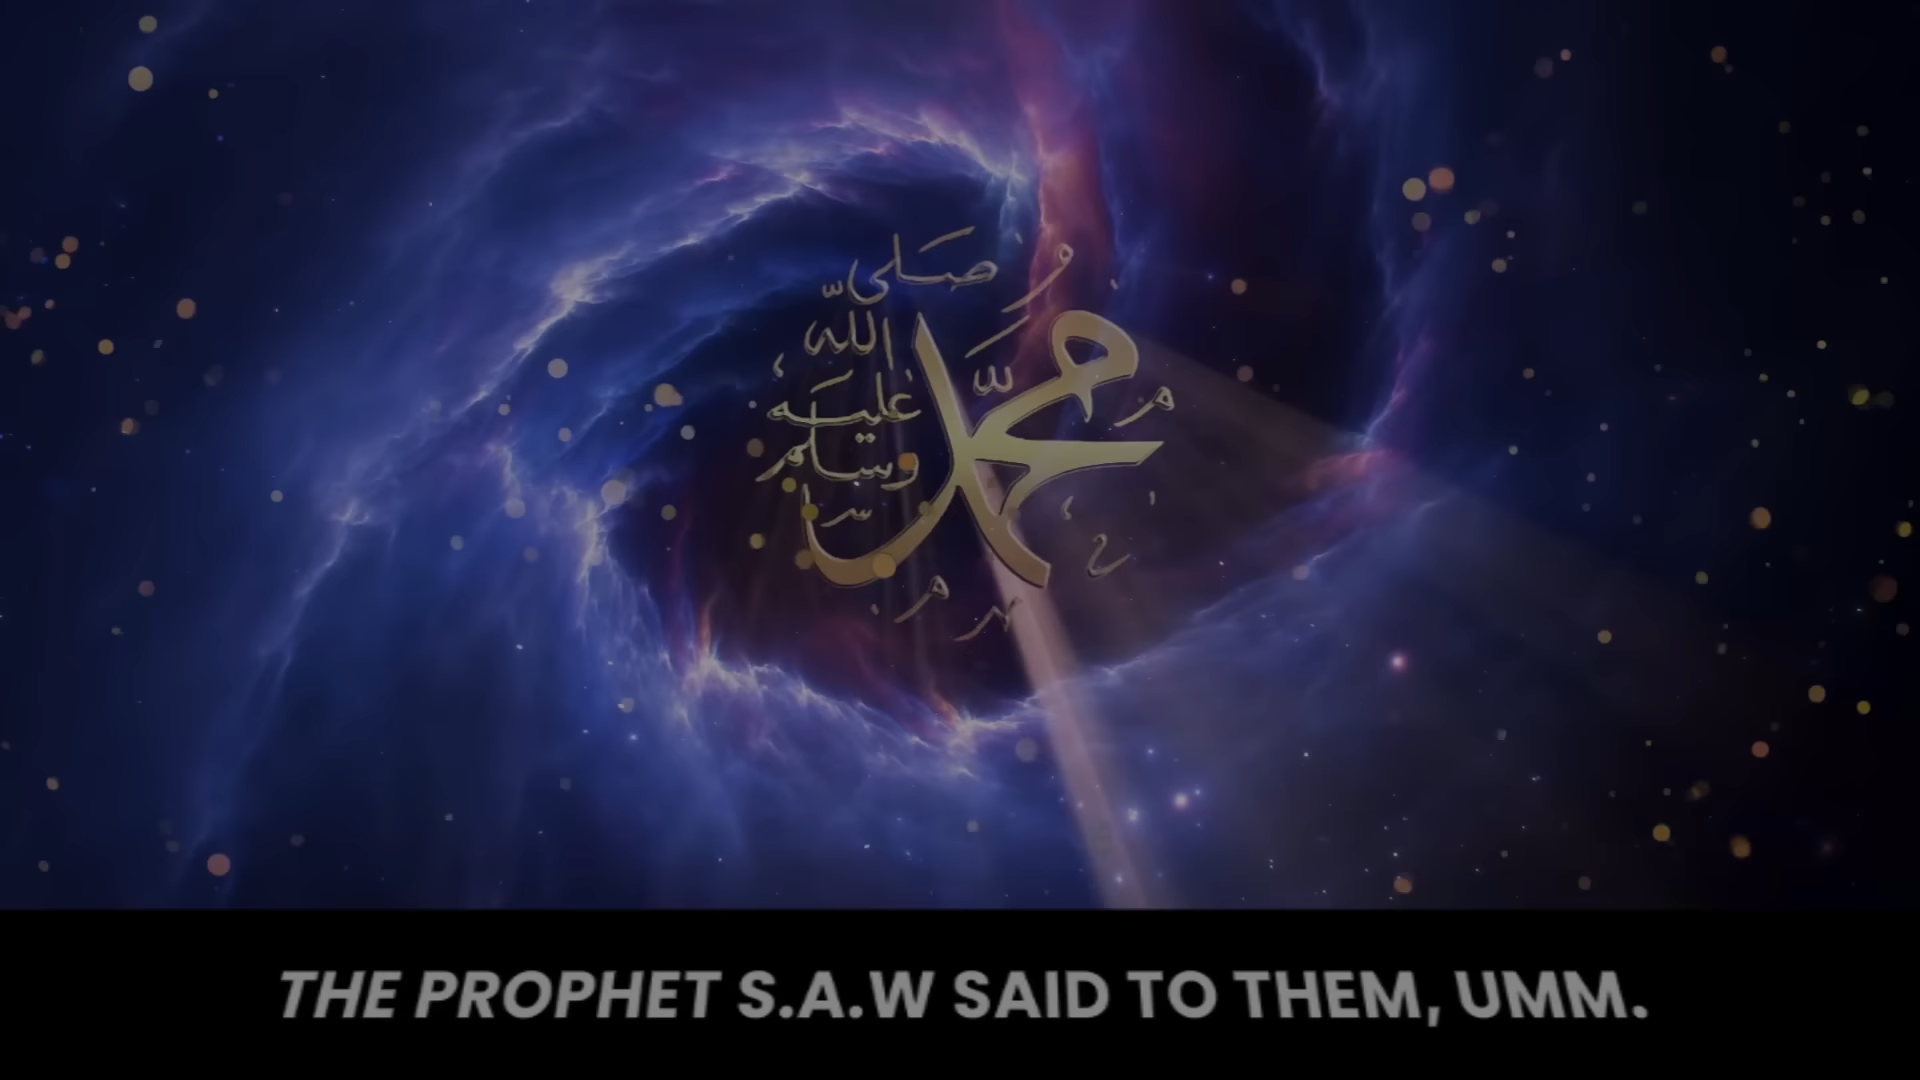 صلى
الله
عليه
وسلم
محمد
THE PROPHET S.A.W SAID TO THEM, UMM.